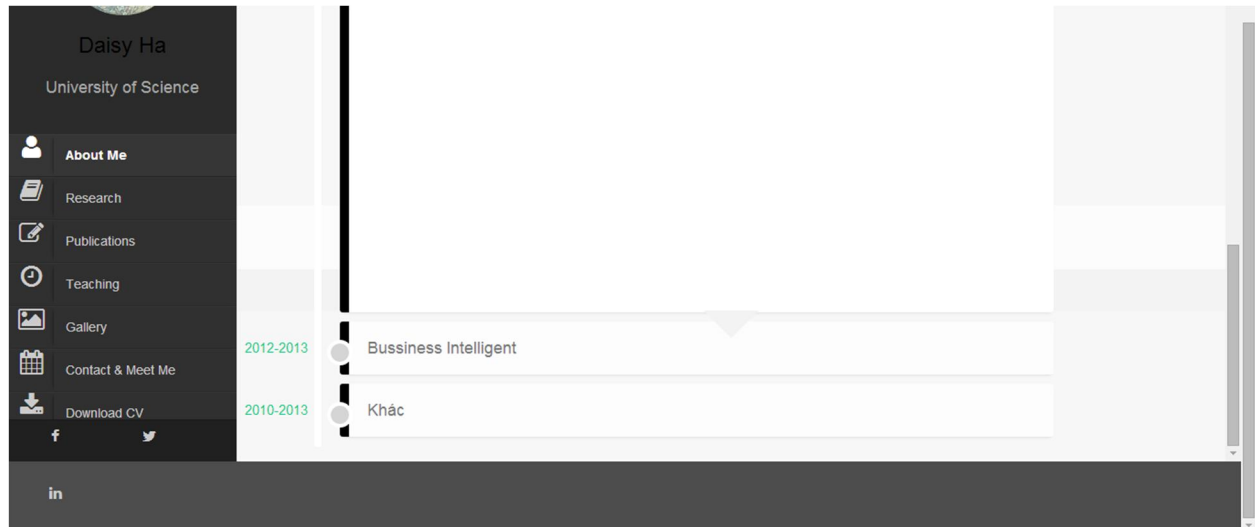 Daisy Ha
University of Science
About Me
Research
Publications
Teaching
Gallery
Contact & Meet Me
Download CV
f
in
2012-2013 Bussiness Intelligent
2010-2013 Khác